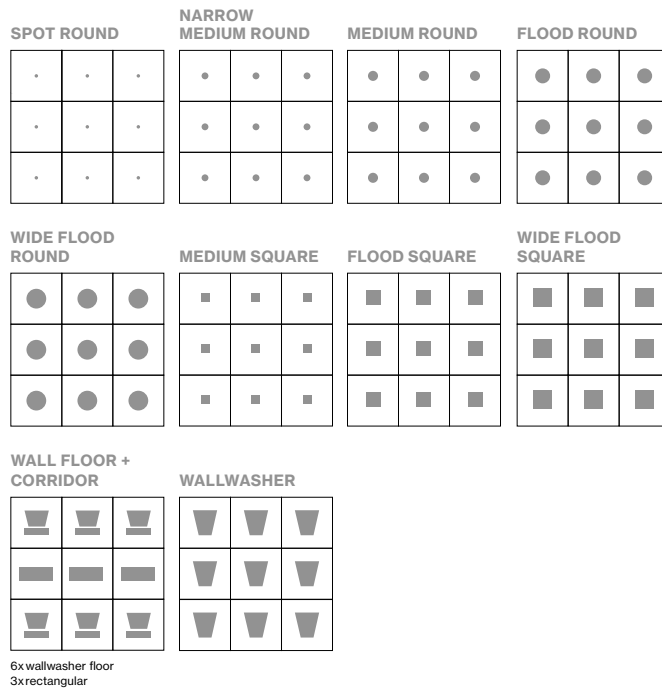 SPOT ROUND
NARROW
MEDIUM ROUND
MEDIUM ROUND
FLOOD ROUND
WIDE FLOOD
ROUND
MEDIUM SQUARE
FLOOD SQUARE
WIDE FLOOD
SQUARE
WALL FLOOR +
CORRIDOR
WALLWASHER
6x wallwasher floor
3x rectangular